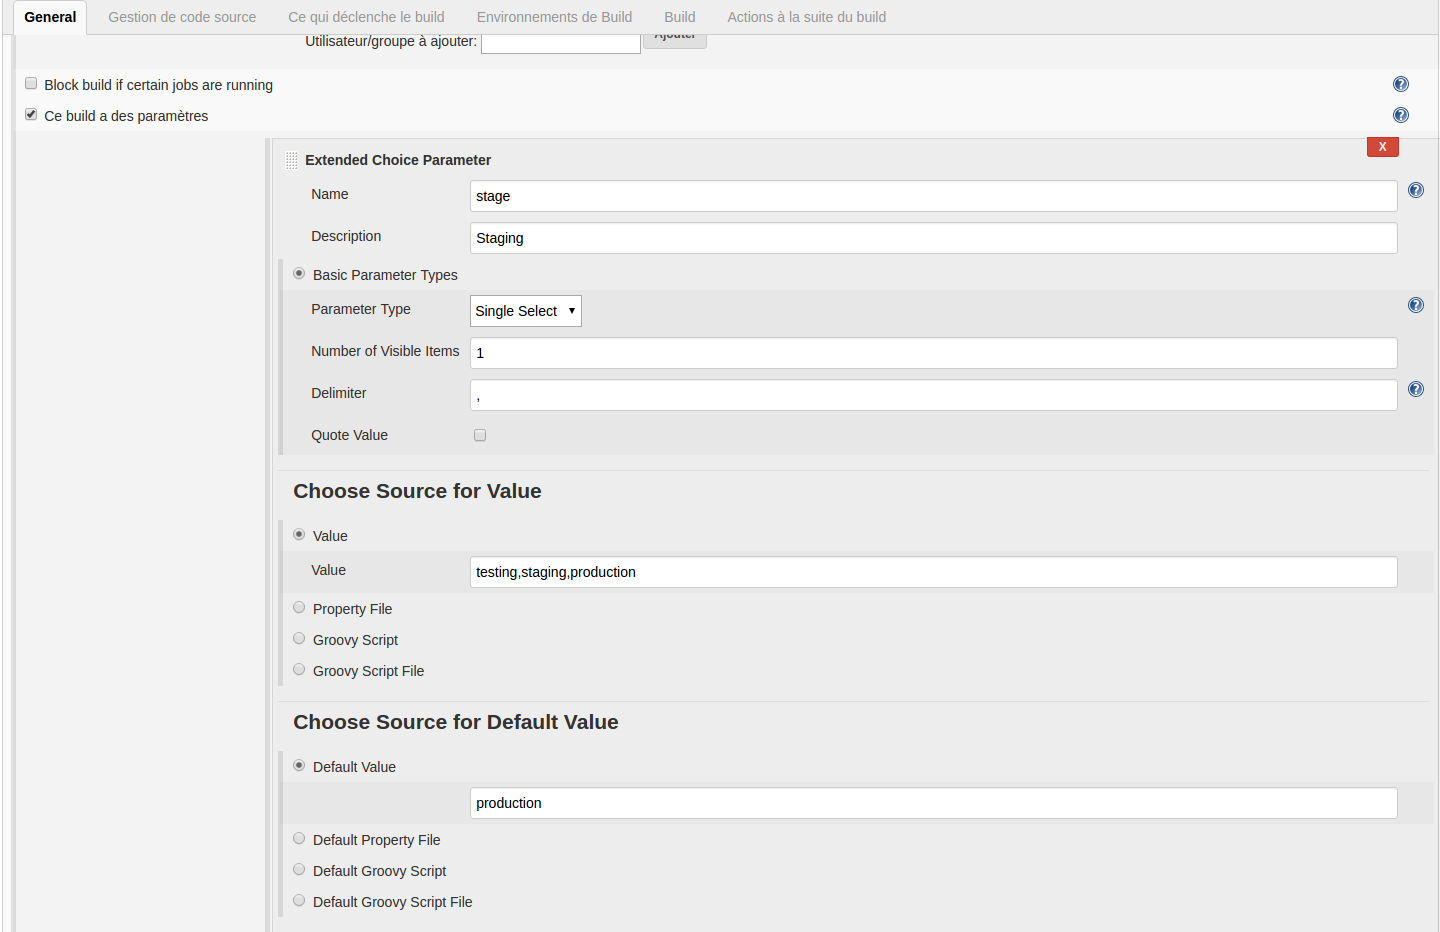 General Gestion de code source Ce qui déclenche le build Environnements de Build Build Actions à la suite du build
Utilisateur/groupe à ajouter: Ajouter
Block build if certain jobs are running
Ce build a des paramètres
X
Extended Choice Parameter
Name stage
Description Staging
Basic Parameter Types
Parameter Type Single Select
Number of Visible Items 1
Delimiter ,
Quote Value
Choose Source for Value
Value
Value testing,staging,production
Property File
Groovy Script
Groovy Script File
Choose Source for Default Value
Default Value
production
Default Property File
Default Groovy Script
Default Groovy Script File